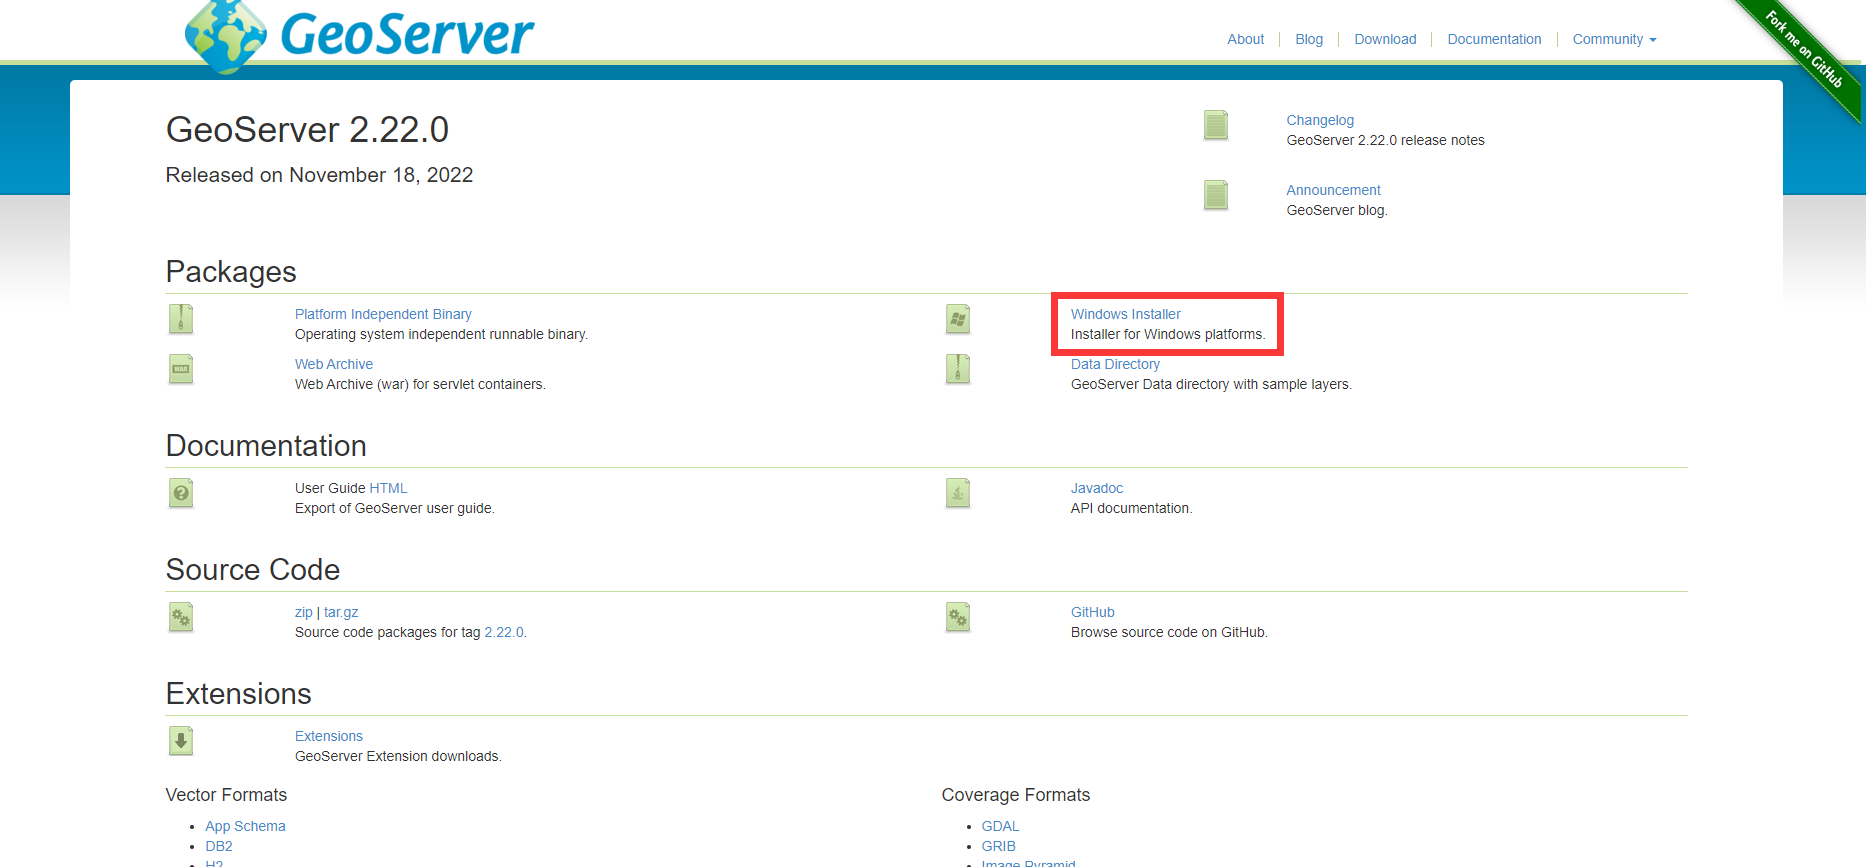 GeoServer
About
Blog
Download
Documentation
Community
Fork me on GitHub
GeoServer 2.22.0
Released on November 18, 2022
Changelog
GeoServer 2.22.0 release notes
Announcement
GeoServer blog.
Packages
Platform Independent Binary
Operating system independent runnable binary.
Windows Installer
Installer for Windows platforms.
WAR
Web Archive
Web Archive (war) for servlet containers.
Data Directory
GeoServer Data directory with sample layers.
Documentation
User Guide HTML
Export of GeoServer user guide.
Javadoc
API documentation.
Source Code
zip | tar.gz
Source code packages for tag 2.22.0.
GitHub
Browse source code on GitHub.
Extensions
Extensions
GeoServer Extension downloads.
Vector Formats
• App Schema
• DB2
• H2
Coverage Formats
• GDAL
• GRIB
• Image Pyramid